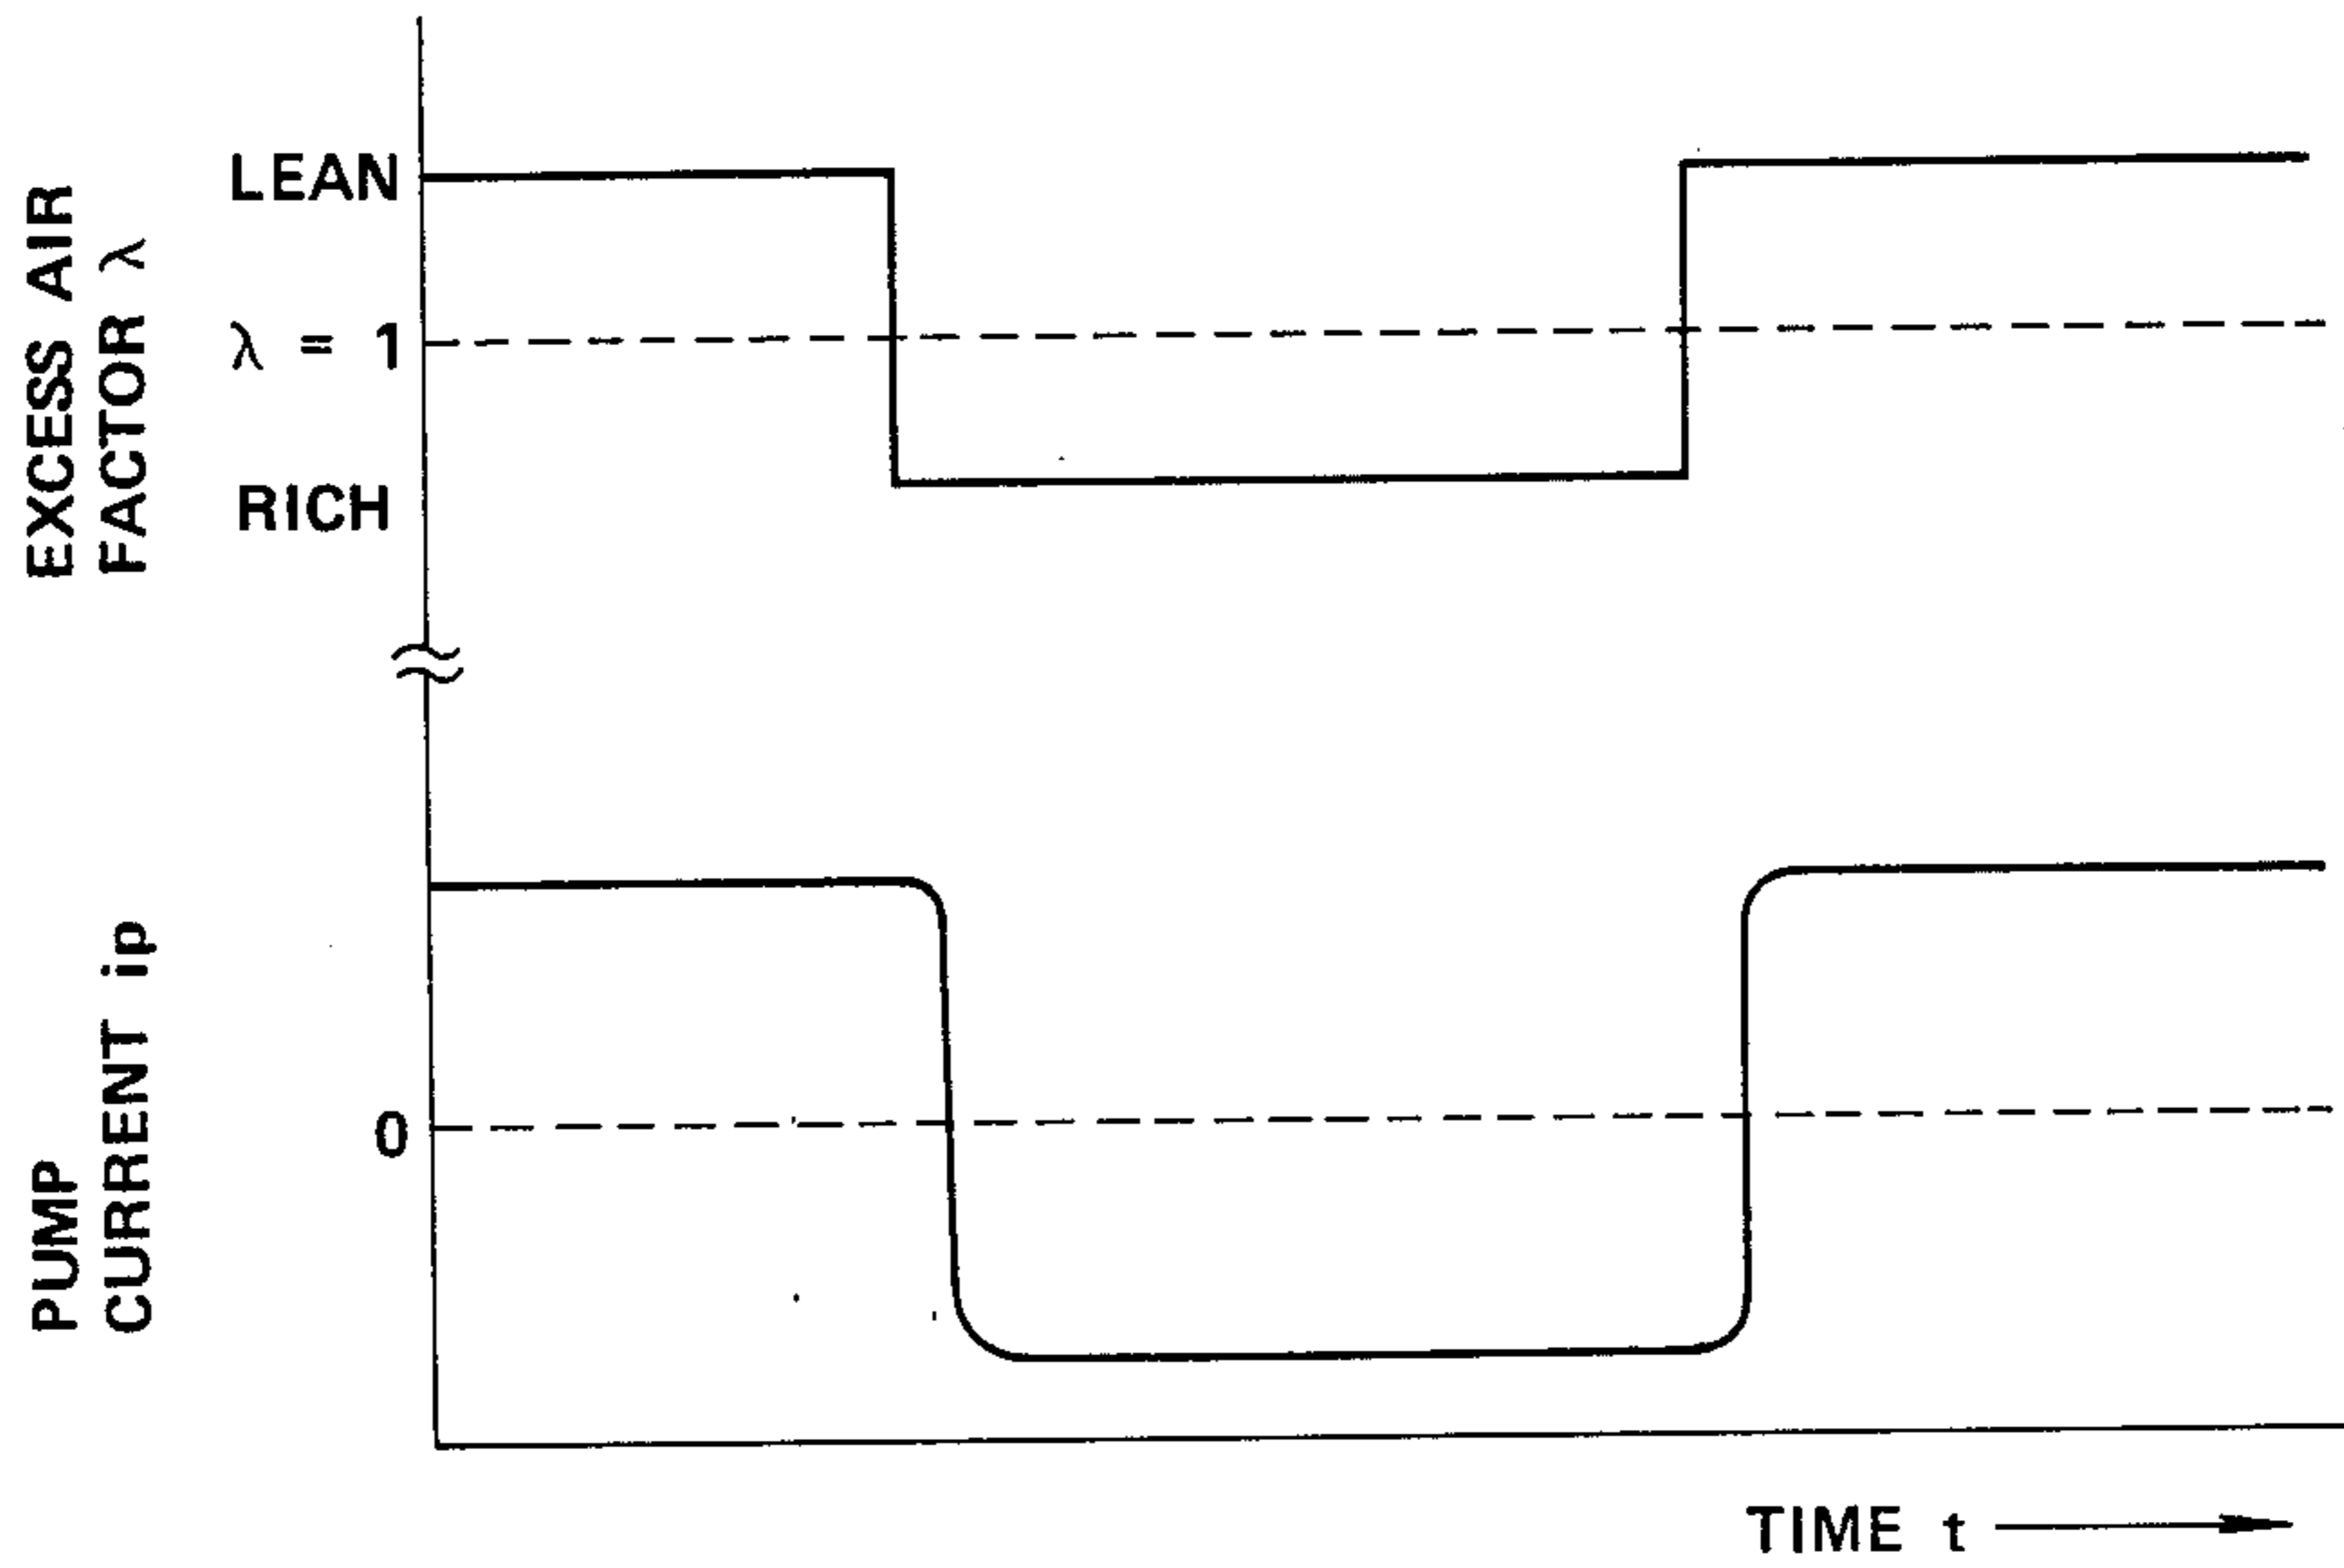 EXCESS AIR
FACTOR λ
LEAN
λ = 1
RICH
PUMP
CURRENT ip
0
TIME t